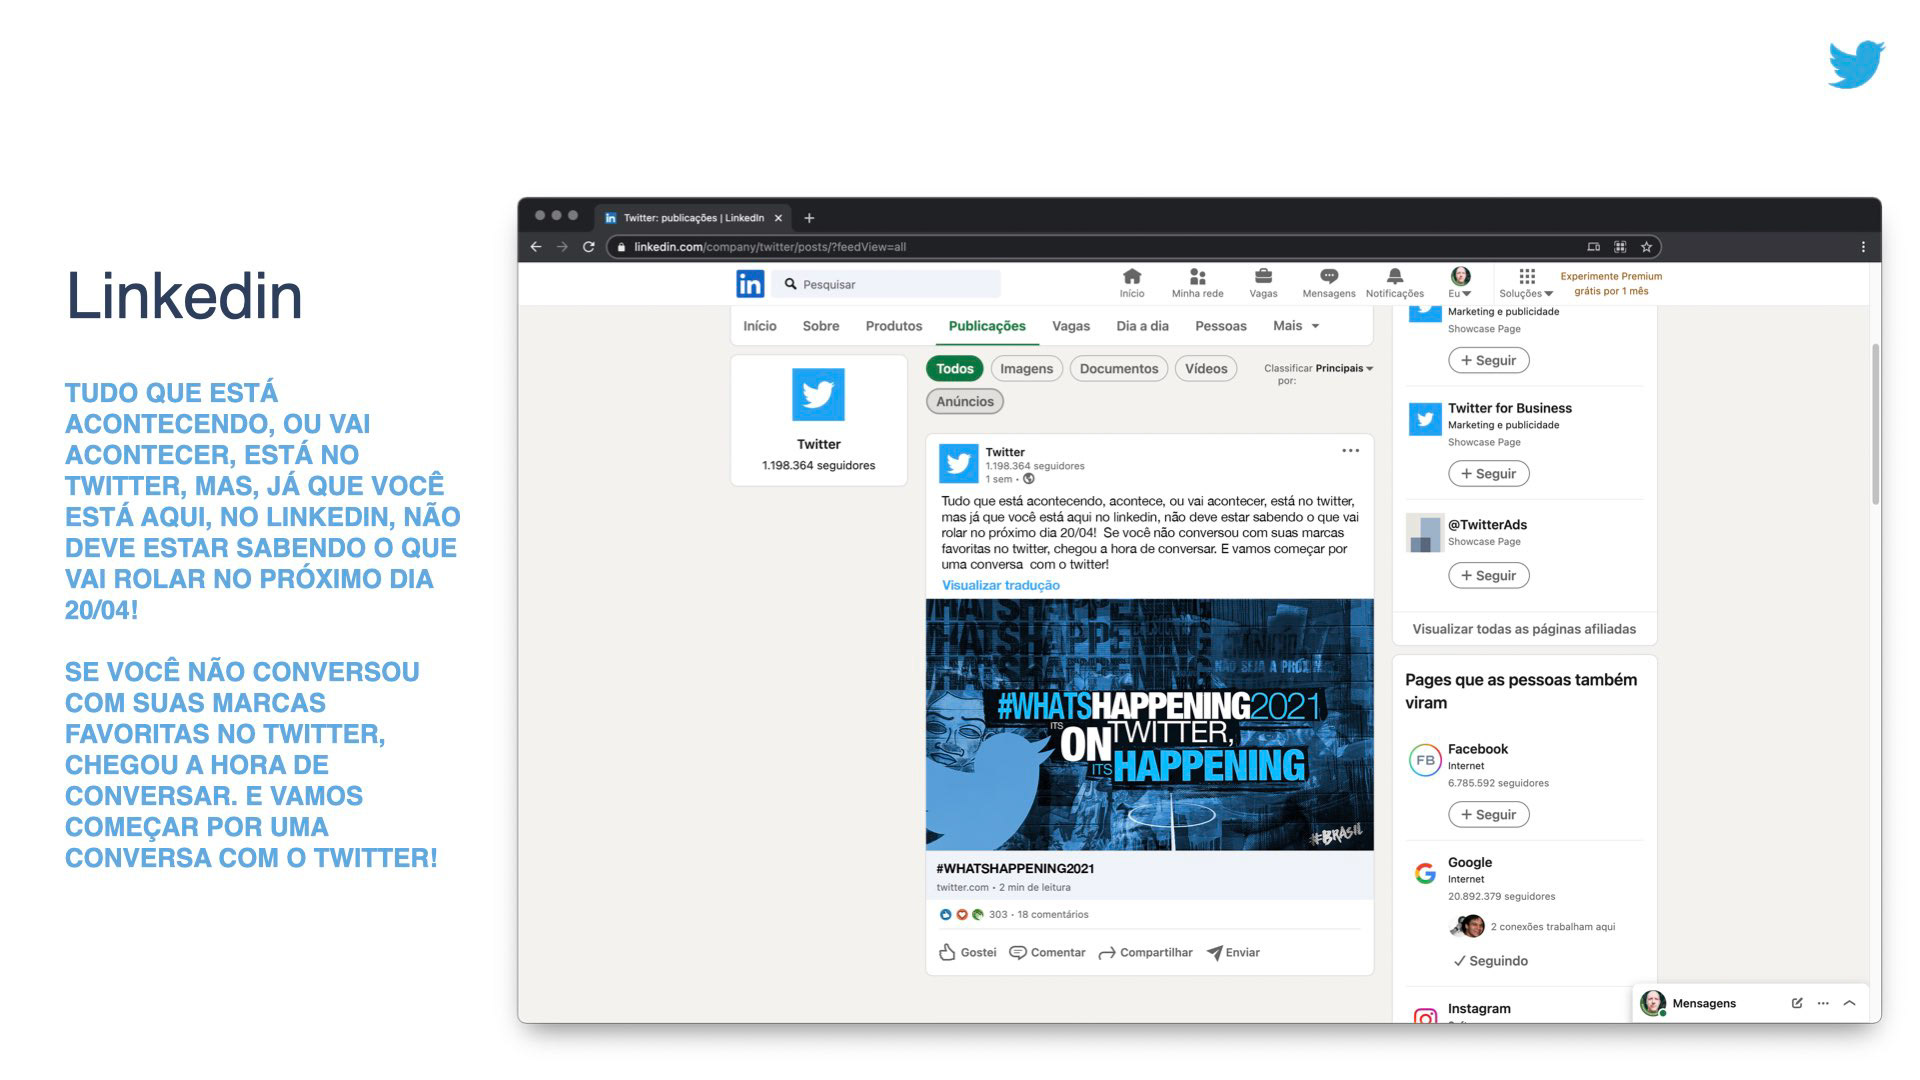 Linkedin
TUDO QUE ESTÁ
ACONTECENDO, OU VAI
ACONTECER, ESTÁ NO
TWITTER, MAS, JÁ QUE VOCÊ
ESTÁ AQUI, NO LINKEDIN, NÃO
DEVE ESTAR SABENDO O QUE
VAI ROLAR NO PRÓXIMO DIA
20/04!
SE VOCÊ NÃO CONVERSOU
COM SUAS MARCAS
FAVORITAS NO TWITTER,
CHEGOU A HORA DE
CONVERSAR. E VAMOS
COMEÇAR POR UMA
CONVERSA COM O TWITTER!
Twitter: publicações | LinkedIn
linkedin.com/company/twitter/posts/?feedView=all
in
Pesquisar
Início
Minha rede
Vagas
Mensagens
Notificações
Eu
Soluções
Experimente Premium
grátis por 1 mês
Início Sobre Produtos Publicações Vagas Dia a dia Pessoas Mais
Twitter
1.198.364 seguidores
Todos Imagens Documentos Vídeos
Anúncios
Classificar Principais
por:
Twitter
1.198.364 seguidores
1 sem •
Tudo que está acontecendo, acontece, ou vai acontecer, está no twitter,
mas já que você está aqui no linkedin, não deve estar sabendo o que vai
rolar no próximo dia 20/04! Se você não conversou com suas marcas
favoritas no twitter, chegou a hora de conversar. E vamos começar por
uma conversa com o twitter!
Visualizar tradução
WHATSHAPPENING
WHATSHAPPENING
WHATSHAPPENING
NÃO SEJA A
#WHATSHAPPENING2021
ITS ON TWITTER,
ITS HAPPENING
#BRASIL
#WHATSHAPPENING2021
twitter.com • 2 min de leitura
303 • 18 comentários
Gostei Comentar Compartilhar Enviar
Marketing e publicidade
Showcase Page
+ Seguir
Twitter for Business
Marketing e publicidade
Showcase Page
+ Seguir
@TwitterAds
Showcase Page
+ Seguir
Visualizar todas as páginas afiliadas
Pages que as pessoas também
viram
FB
Facebook
Internet
6.785.592 seguidores
+ Seguir
Google
Internet
20.892.379 seguidores
2 conexões trabalham aqui
Seguindo
Instagram
Mensagens